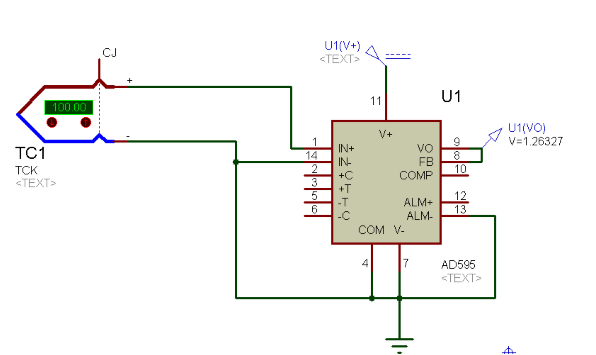 CJ
+
100.00
-
TC1
TCK
<TEXT>
U1(V+)
<TEXT>
11
U1
V+
1 IN+ VO 9
14 IN- FB 8
2 +C COMP 10
3 +T
5 -T ALM+ 12
6 -C ALM- 13
COM V-
4 7
AD595
<TEXT>
U1(VO)
V=1.26327